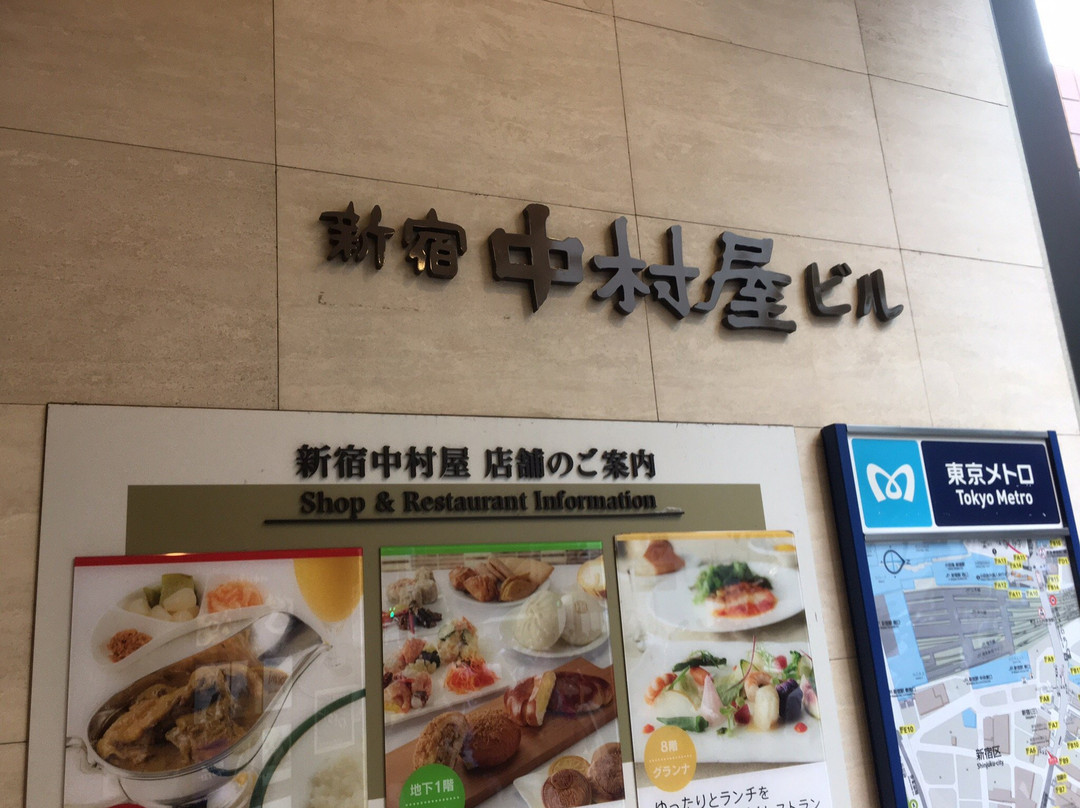 新宿中村屋ビル
新宿中村屋 店舗のご案内
Shop & Restaurant Information
地下1階
8階
グランナ
ゆったりとランチを
東京メトロ
Tokyo Metro
新宿区
Shinjuku-city